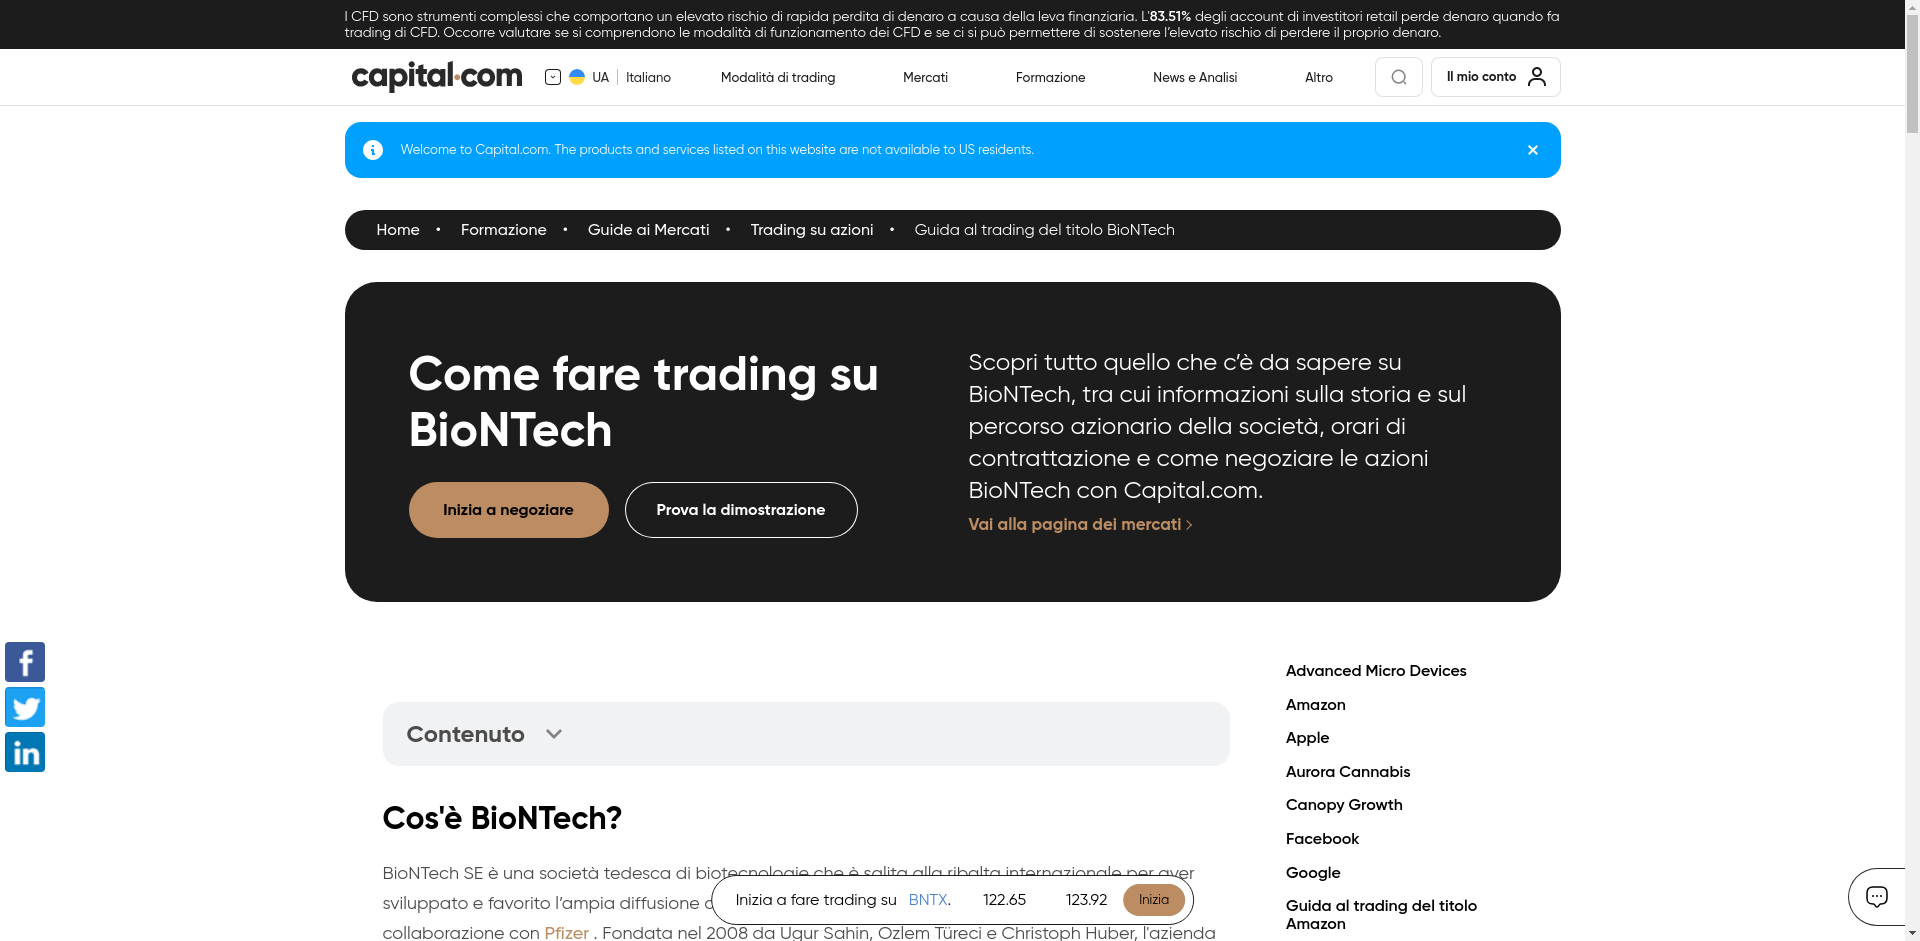 I CFD sono strumenti complessi che comportano un elevato rischio di rapida perdita di denaro a causa della leva finanziaria. L'83.51% degli account di investitori retail perde denaro quando fa
trading di CFD. Occorre valutare se si comprendono le modalità di funzionamento dei CFD e se ci si può permettere di sostenere l'elevato rischio di perdere il proprio denaro.
capital.com UA Italiano Modalità di trading Mercati Formazione News e Analisi Altro Il mio conto
Welcome to Capital.com. The products and services listed on this website are not available to US residents.
Home • Formazione • Guide ai Mercati • Trading su azioni • Guida al trading del titolo BioNTech
Come fare trading su
BioNTech
Inizia a negoziare Prova la dimostrazione
Scopri tutto quello che c'è da sapere su
BioNTech, tra cui informazioni sulla storia e sul
percorso azionario della società, orari di
contrattazione e come negoziare le azioni
BioNTech con Capital.com.
Vai alla pagina dei mercati
Contenuto
Cos'è BioNTech?
BioNTech SE è una società tedesca di biotecnologie che è salita alla ribalta internazionale per aver
sviluppato e favorito l'ampia diffusione
collaborazione con Pfizer . Fondata nel 2008 da Ugur Sahin, Özlem Türeci e Christoph Huber, l'azienda
Inizia a fare trading su BNTX. 122.65 123.92 Inizia
Advanced Micro Devices
Amazon
Apple
Aurora Cannabis
Canopy Growth
Facebook
Google
Guida al trading del titolo
Amazon